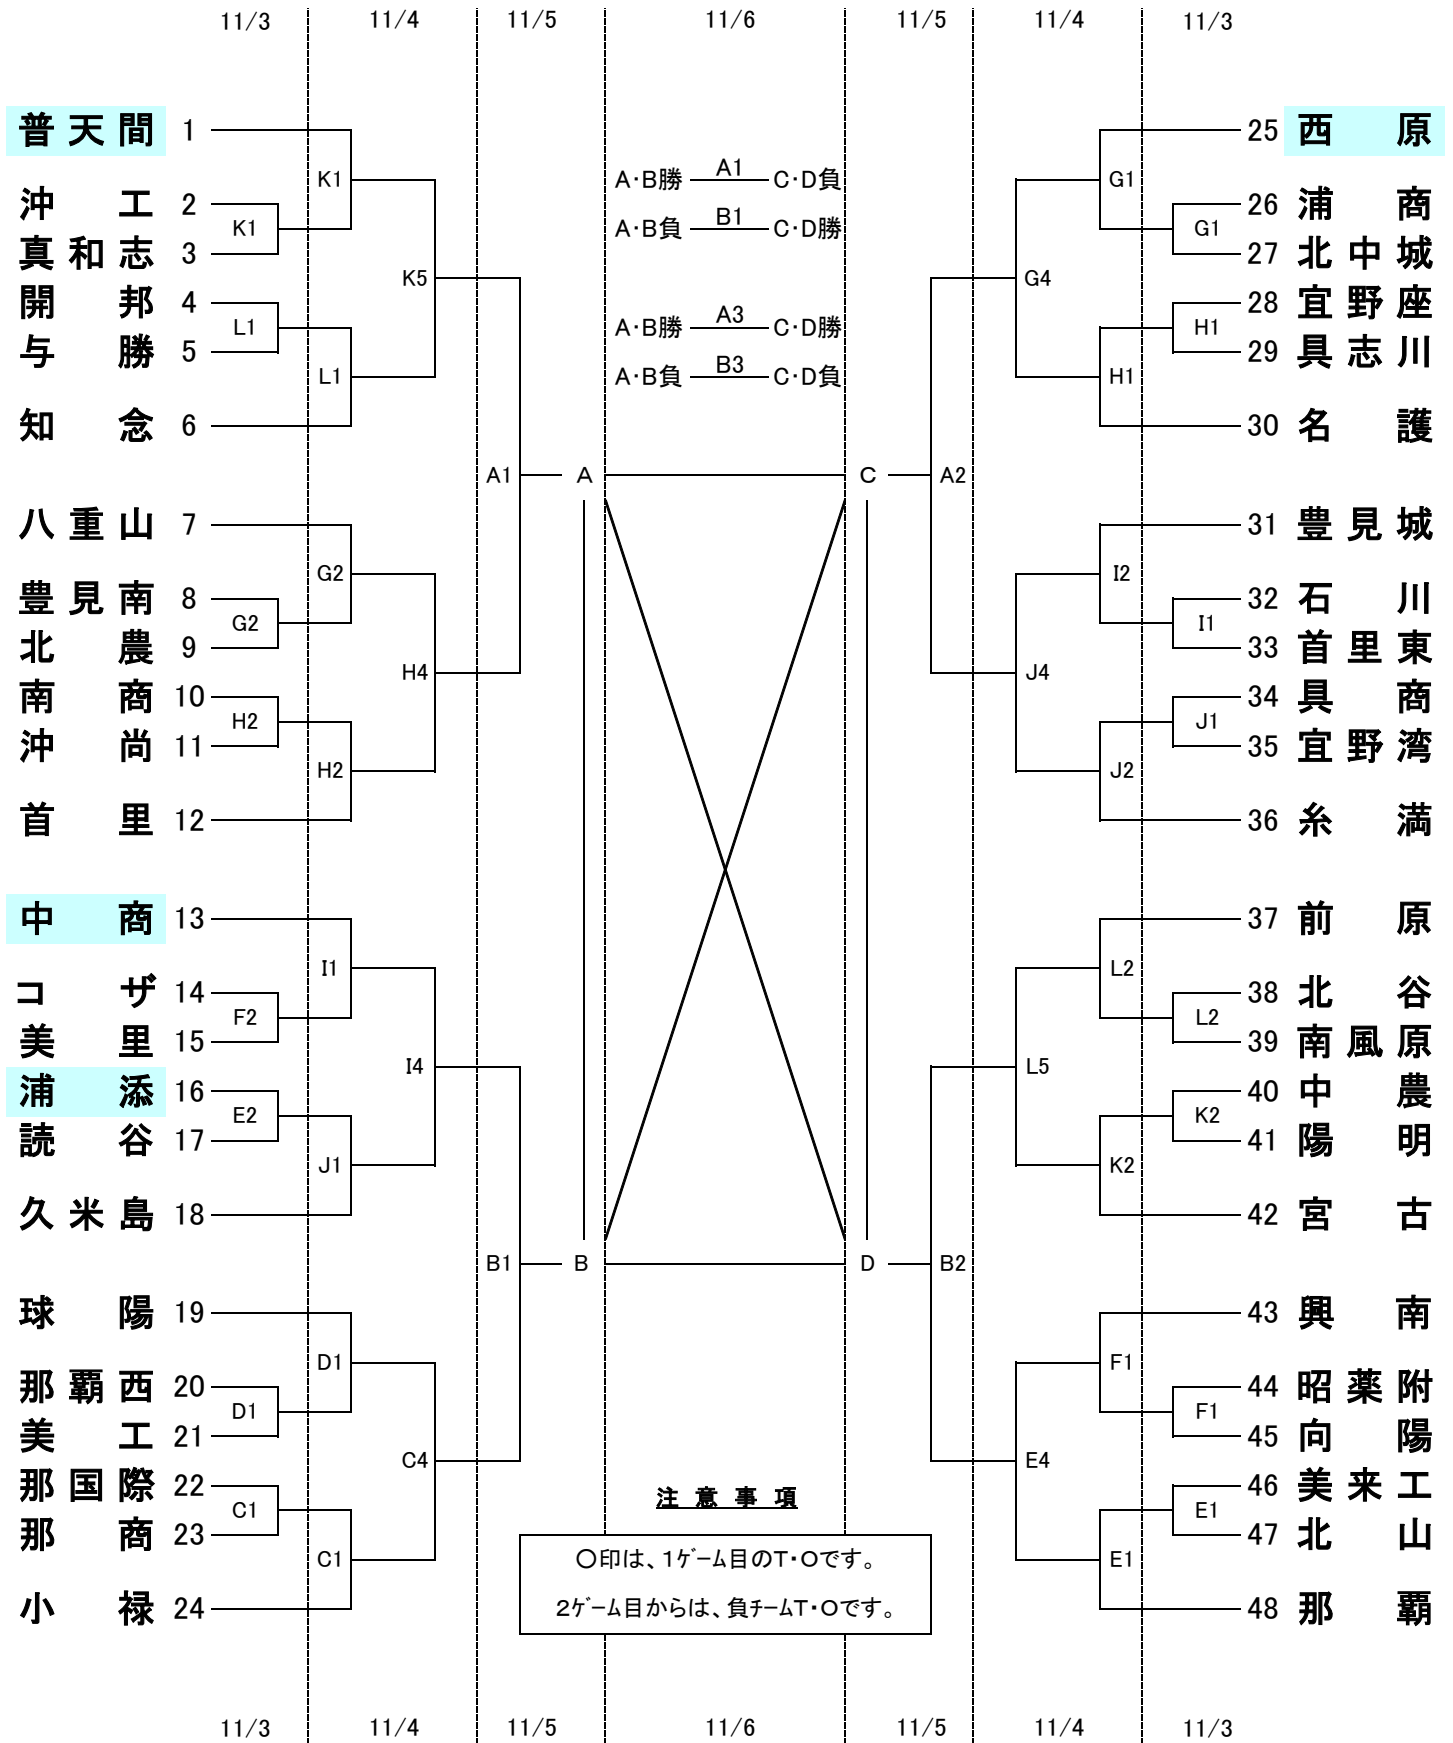 11/3 11/4 11/5 11/6 11/5 11/4 11/3
普天間 1 25 西原
K1 A・B勝 A1 C・D負 G1
沖工 2 26 浦商
K1 A・B負 B1 C・D勝 G1
真和志 3 27 北中城
K5 G4
開邦 4 28 宜野座
L1 A・B勝 A3 C・D勝 H1
与勝 5 29 具志川
L1 A・B負 B3 C・D負 H1
知念 6 30 名護
A1 A C A2
八重山 7 31 豊見城
G2 I2
豊見南 8 32 石川
G2 I1
北農 9 33 首里東
H4 J4
南商 10 34 具商
H2 J1
沖尚 11 35 宜野湾
H2 J2
首里 12 36 糸満
中商 13 37 前原
I1 L2
コザ 14 38 北谷
F2 L2
美里 15 39 南風原
I4 L5
浦添 16 40 中農
E2 K2
読谷 17 41 陽明
J1 K2
久米島 18 42 宮古
B1 B D B2
球陽 19 43 興南
D1 F1
那覇西 20 44 昭薬附
D1 F1
美工 21 45 向陽
C4 E4
那国際 22 46 美来工
注意事項
C1 E1
那商 23 47 北山
C1 〇印は、1ゲーム目のT・Oです。 E1
小禄 24 2ゲーム目からは、負チームT・Oです。 48 那覇
11/3 11/4 11/5 11/6 11/5 11/4 11/3